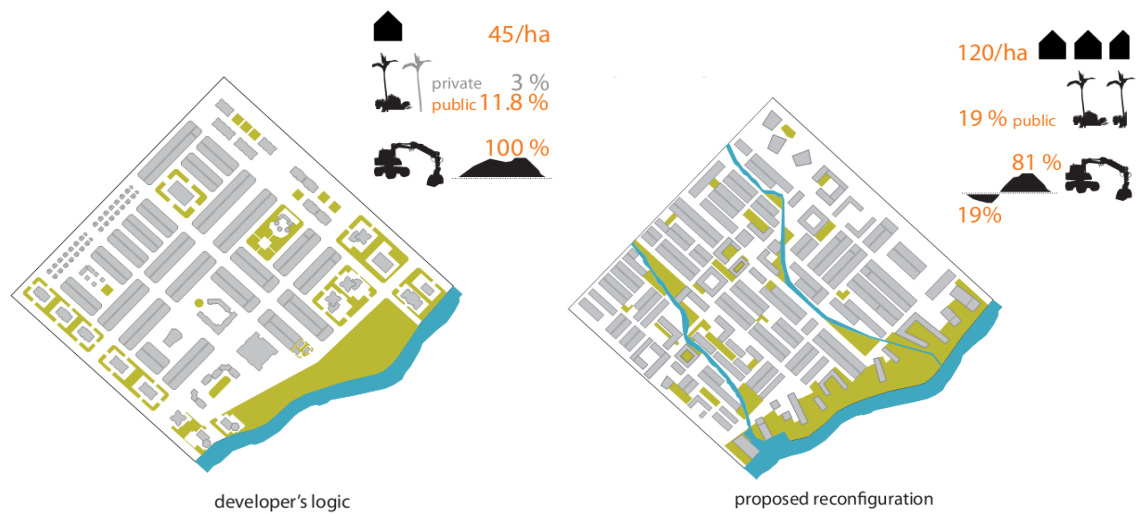 45/ha
private 3 %
public 11.8 %
100 %
developer's logic
120/ha
19 % public
81 %
19%
proposed reconfiguration